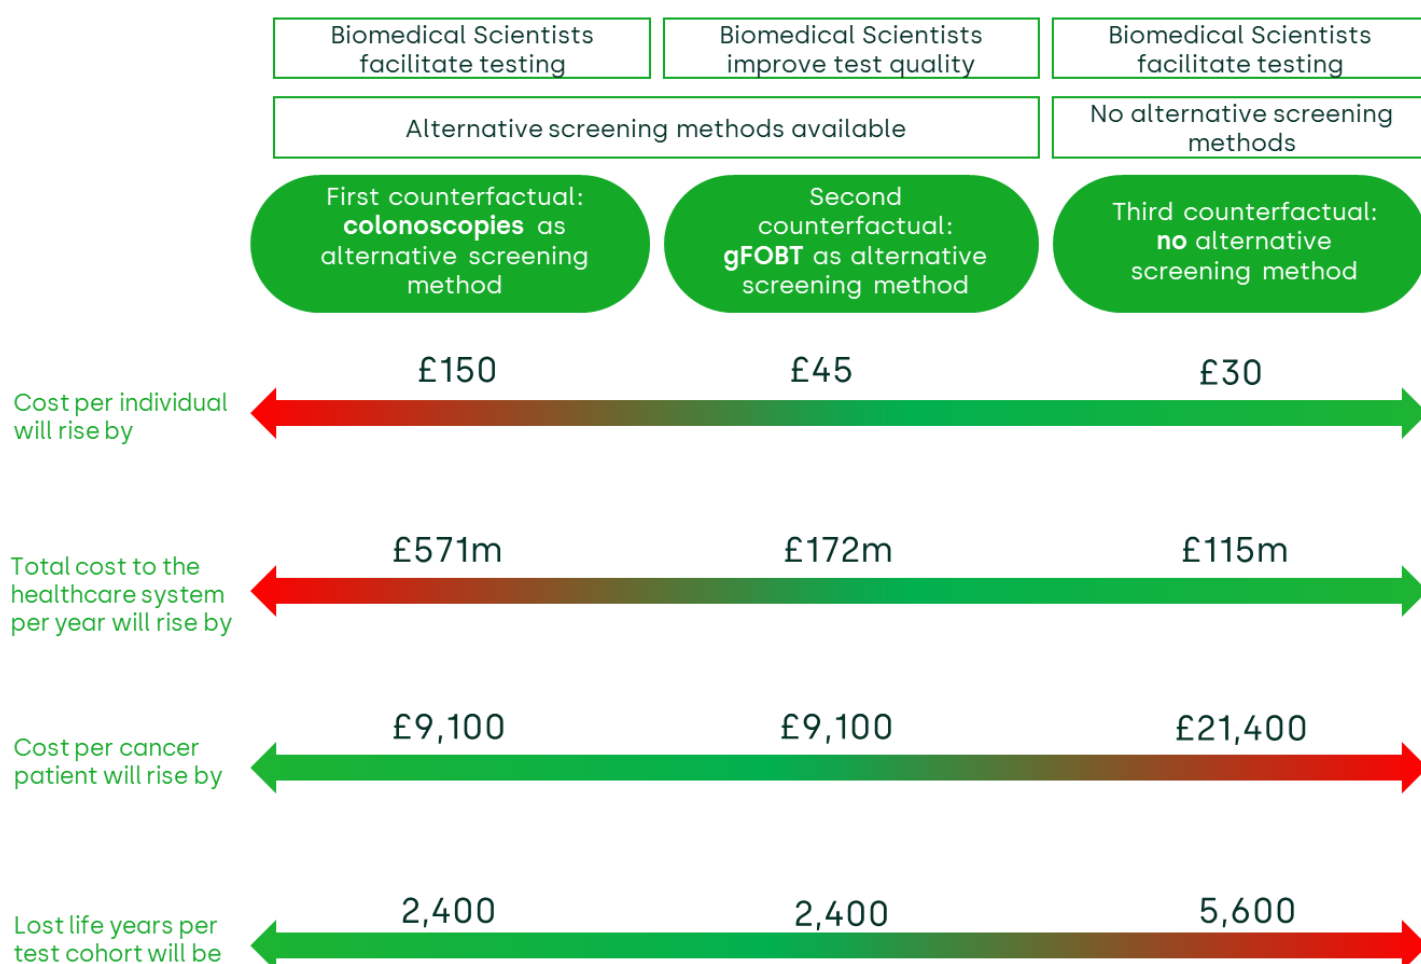 Biomedical Scientists
facilitate testing
Biomedical Scientists
improve test quality
Biomedical Scientists
facilitate testing
Alternative screening methods available
No alternative screening
methods
First counterfactual:
colonoscopies as
alternative screening
method
Second
counterfactual:
gFOBT as alternative
screening method
Third counterfactual:
no alternative
screening method
Cost per individual
will rise by
£150
£45
£30
Total cost to the
healthcare system
per year will rise by
£571m
£172m
£115m
Cost per cancer
patient will rise by
£9,100
£9,100
£21,400
Lost life years per
test cohort will be
2,400
2,400
5,600